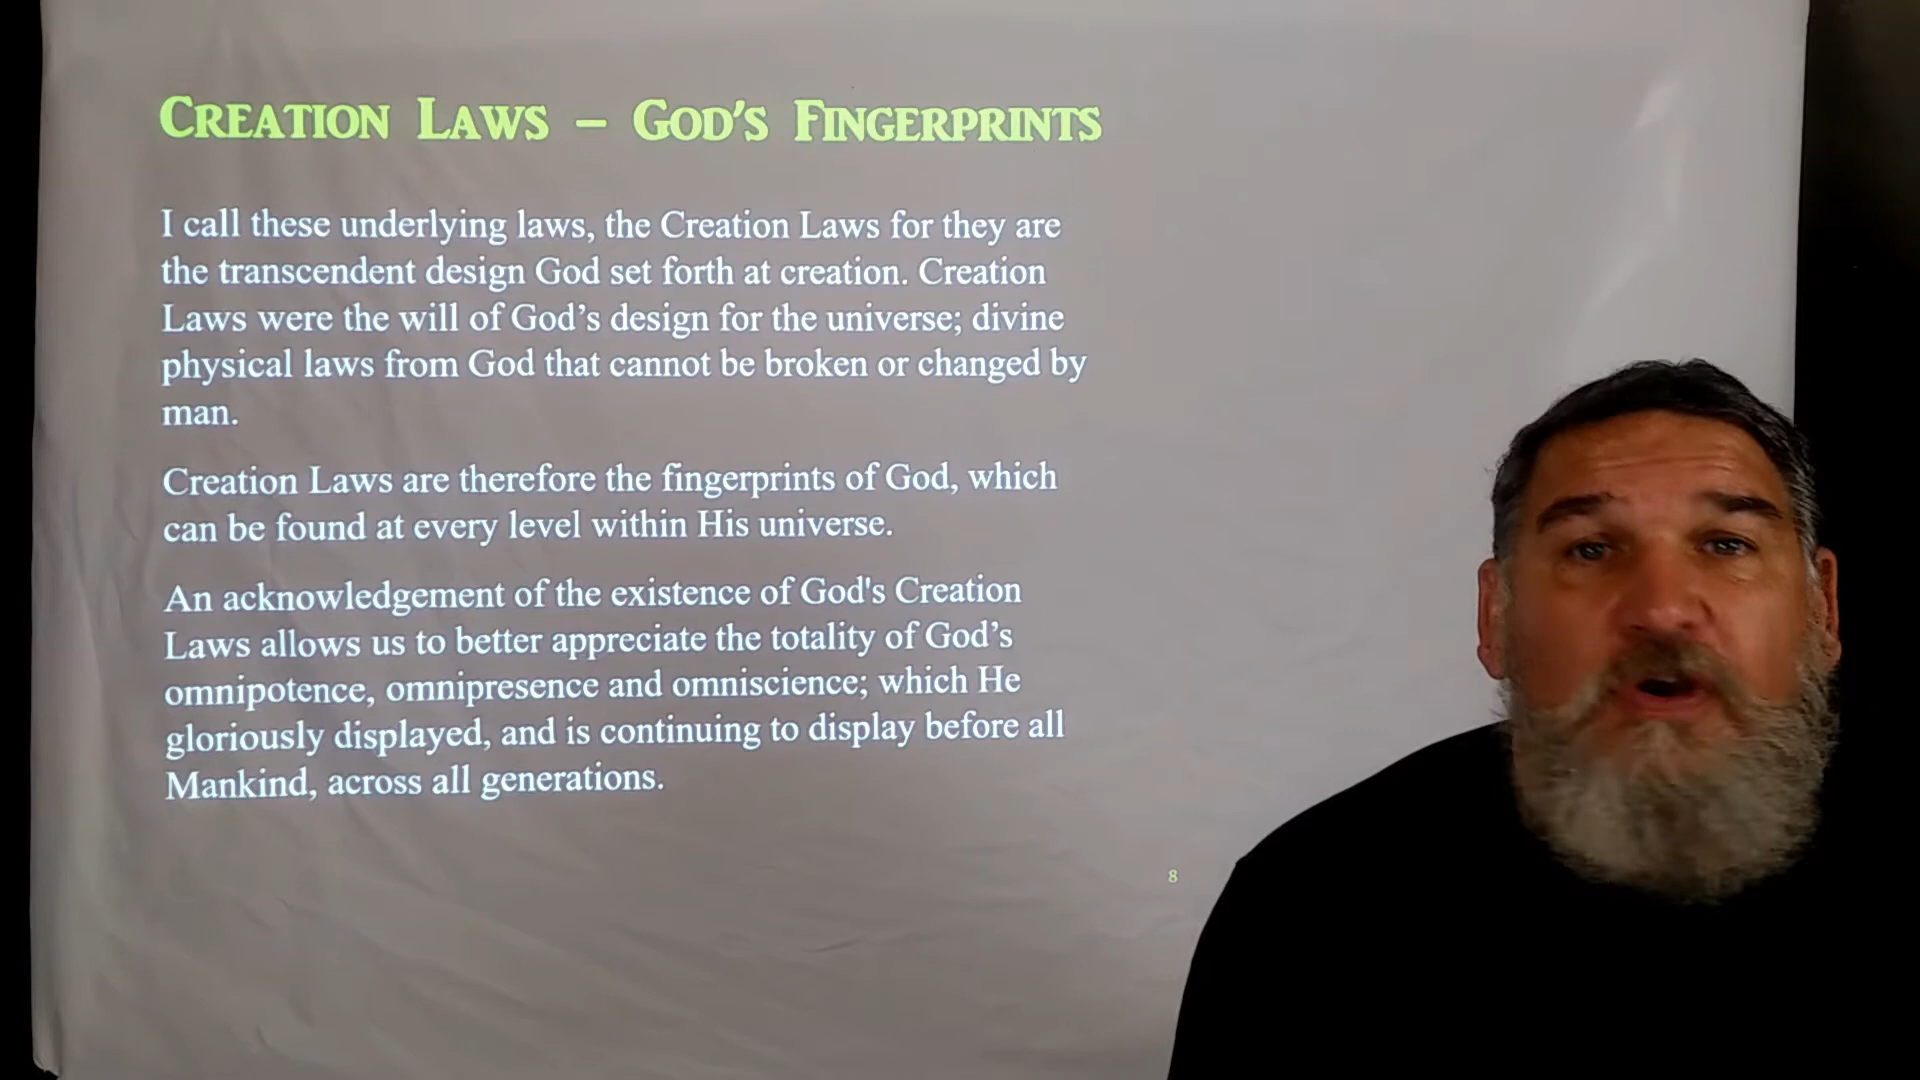 CREATION LAWS – GOD’S FINGERPRINTS
I call these underlying laws, the Creation Laws for they are
the transcendent design God set forth at creation. Creation
Laws were the will of God’s design for the universe; divine
physical laws from God that cannot be broken or changed by
man.
Creation Laws are therefore the fingerprints of God, which
can be found at every level within His universe.
An acknowledgement of the existence of God's Creation
Laws allows us to better appreciate the totality of God’s
omnipotence, omnipresence and omniscience; which He
gloriously displayed, and is continuing to display before all
Mankind, across all generations.
8